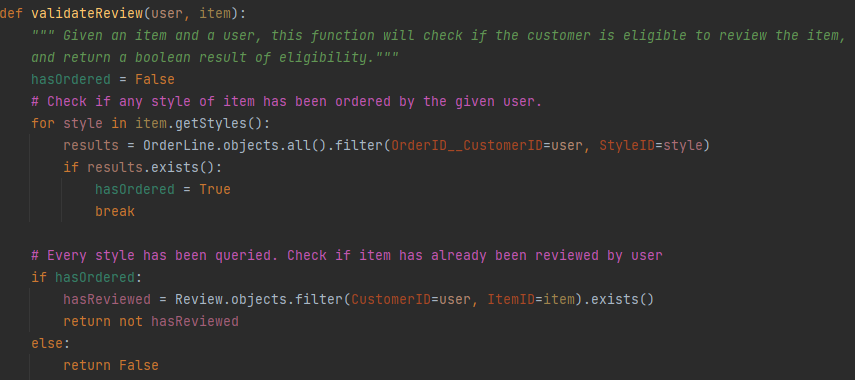 def validateReview(user, item):
    """ Given an item and a user, this function will check if the customer is eligible to review the item,
    and return a boolean result of eligibility."""
    hasOrdered = False
    # Check if any style of item has been ordered by the given user.
    for style in item.getStyles():
        results = OrderLine.objects.all().filter(OrderID__CustomerID=user, StyleID=style)
        if results.exists():
            hasOrdered = True
            break

    # Every style has been queried. Check if item has already been reviewed by user
    if hasOrdered:
        hasReviewed = Review.objects.filter(CustomerID=user, ItemID=item).exists()
        return not hasReviewed
    else:
        return False